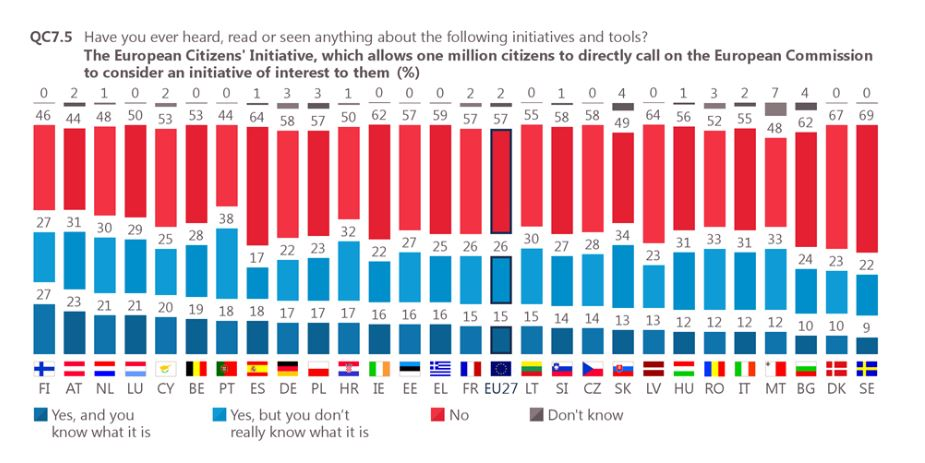 QC7.5 Have you ever heard, read or seen anything about the following initiatives and tools?
The European Citizens' Initiative, which allows one million citizens to directly call on the European Commission
to consider an initiative of interest to them (%)
0 2 1 0 2 0 0 1 3 3 1 0 0 0 2 2 0 1 0 4 0 1 3 2 7 4 0 0
46 44 48 50 53 53 44 64 58 57 50 62 57 59 57 57 55 58 58 49 64 56 52 55 48 62 67 69
27 31 30 29 25 28 38 17 22 23 32 22 27 25 26 26 30 27 28 34 23 31 33 31 33 24 23 22
27 23 21 21 20 19 18 18 17 17 17 16 16 16 15 15 15 14 14 13 13 12 12 12 12 10 10 9
FI AT NL LU CY BE PT ES DE PL HR IE EE EL FR EU27 LT SI CZ SK LV HU RO IT MT BG DK SE
Yes, and you Yes, but you don't No Don't know
know what it is really know what it is